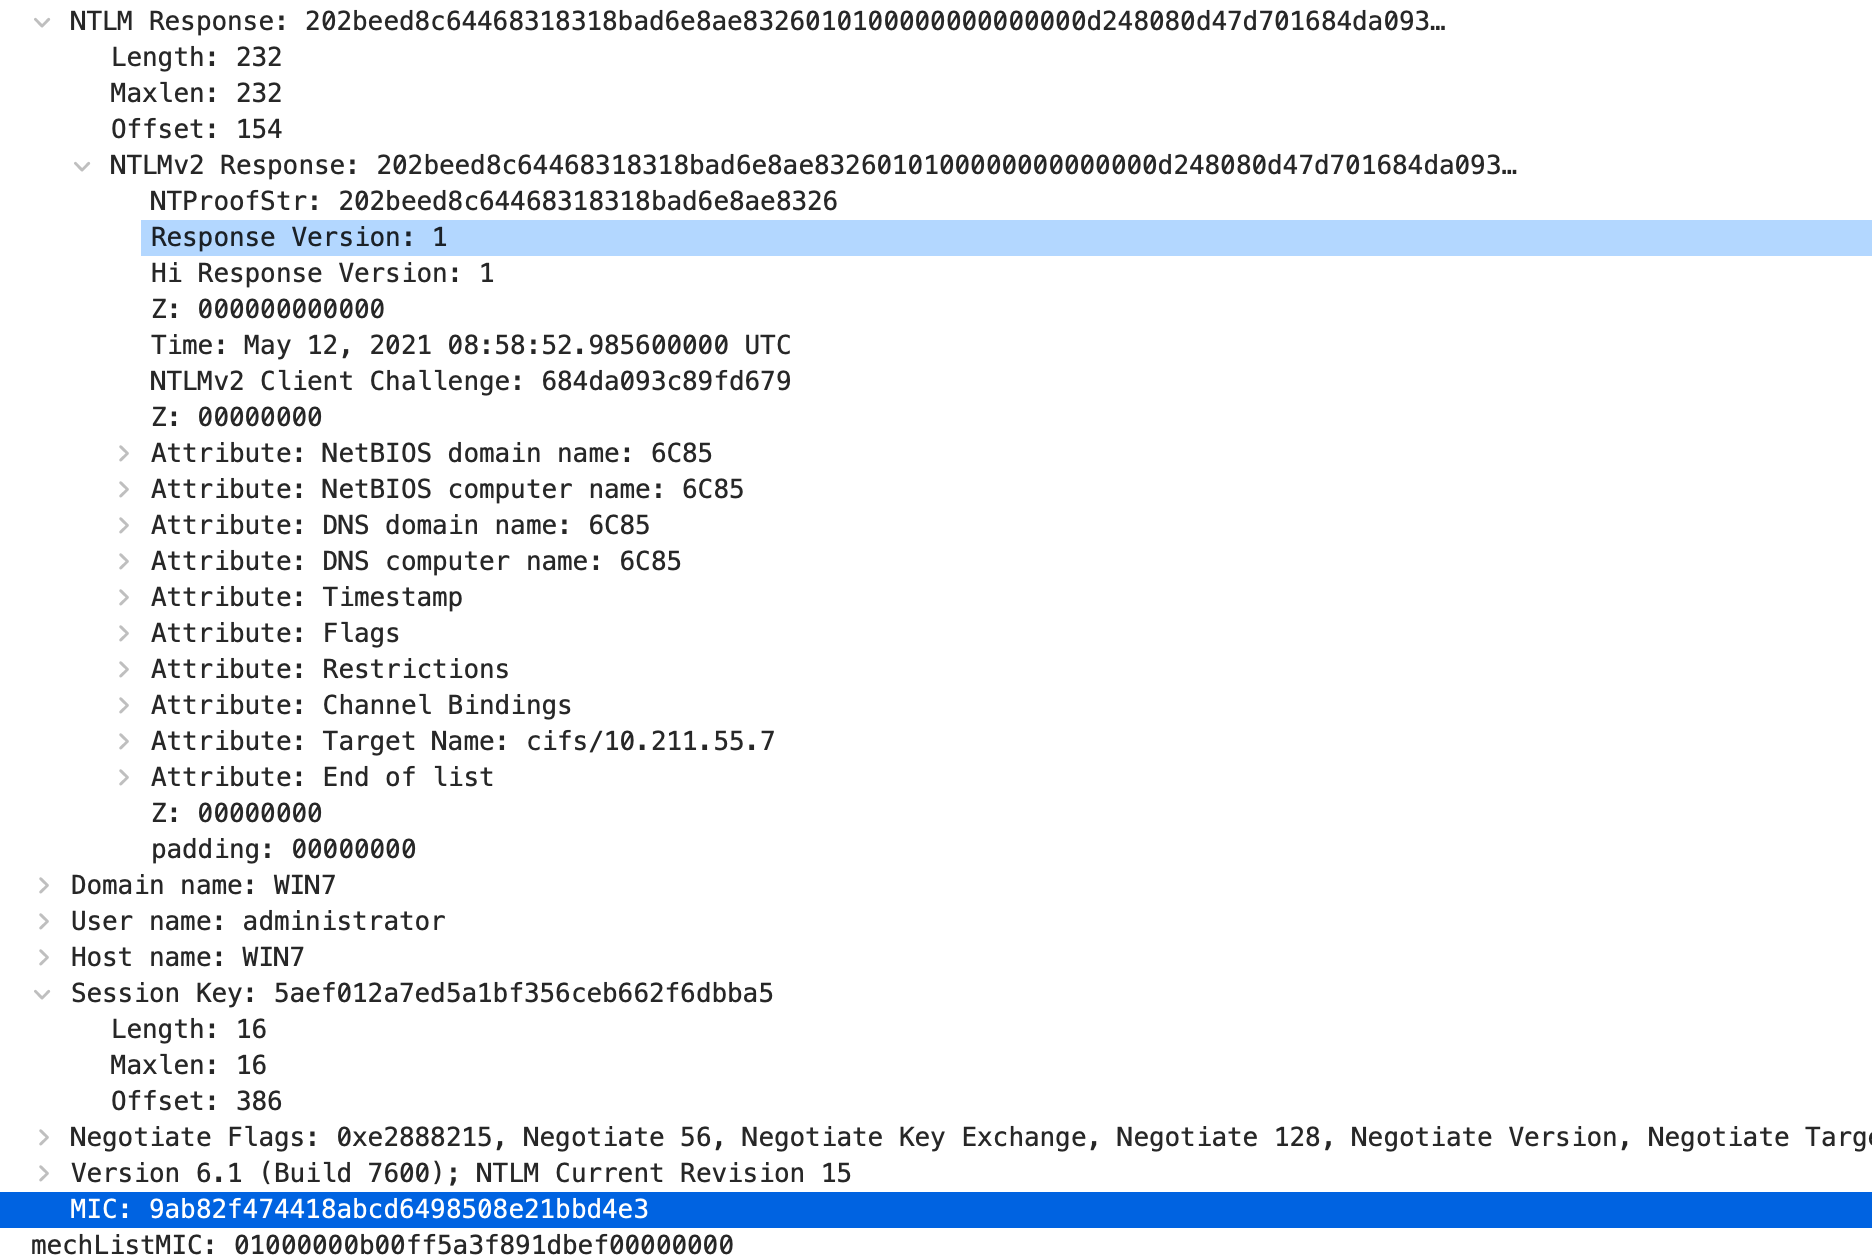 NTLM Response: 202beed8c64468318318bad6e8ae83260101000000000000000d248080d47d701684da093…
Length: 232
Maxlen: 232
Offset: 154
NTLMv2 Response: 202beed8c64468318318bad6e8ae83260101000000000000000d248080d47d701684da093…
NTProofStr: 202beed8c64468318318bad6e8ae8326
Response Version: 1
Hi Response Version: 1
Z: 000000000000
Time: May 12, 2021 08:58:52.985600000 UTC
NTLMv2 Client Challenge: 684da093c89fd679
Z: 00000000
Attribute: NetBIOS domain name: 6C85
Attribute: NetBIOS computer name: 6C85
Attribute: DNS domain name: 6C85
Attribute: DNS computer name: 6C85
Attribute: Timestamp
Attribute: Flags
Attribute: Restrictions
Attribute: Channel Bindings
Attribute: Target Name: cifs/10.211.55.7
Attribute: End of list
Z: 00000000
padding: 00000000
Domain name: WIN7
User name: administrator
Host name: WIN7
Session Key: 5aef012a7ed5a1bf356ceb662f6dbba5
Length: 16
Maxlen: 16
Offset: 386
Negotiate Flags: 0xe2888215, Negotiate 56, Negotiate Key Exchange, Negotiate 128, Negotiate Version, Negotiate Targe
Version 6.1 (Build 7600); NTLM Current Revision 15
MIC: 9ab82f474418abcd6498508e21bbd4e3
mechListMIC: 01000000b00ff5a3f891dbef00000000